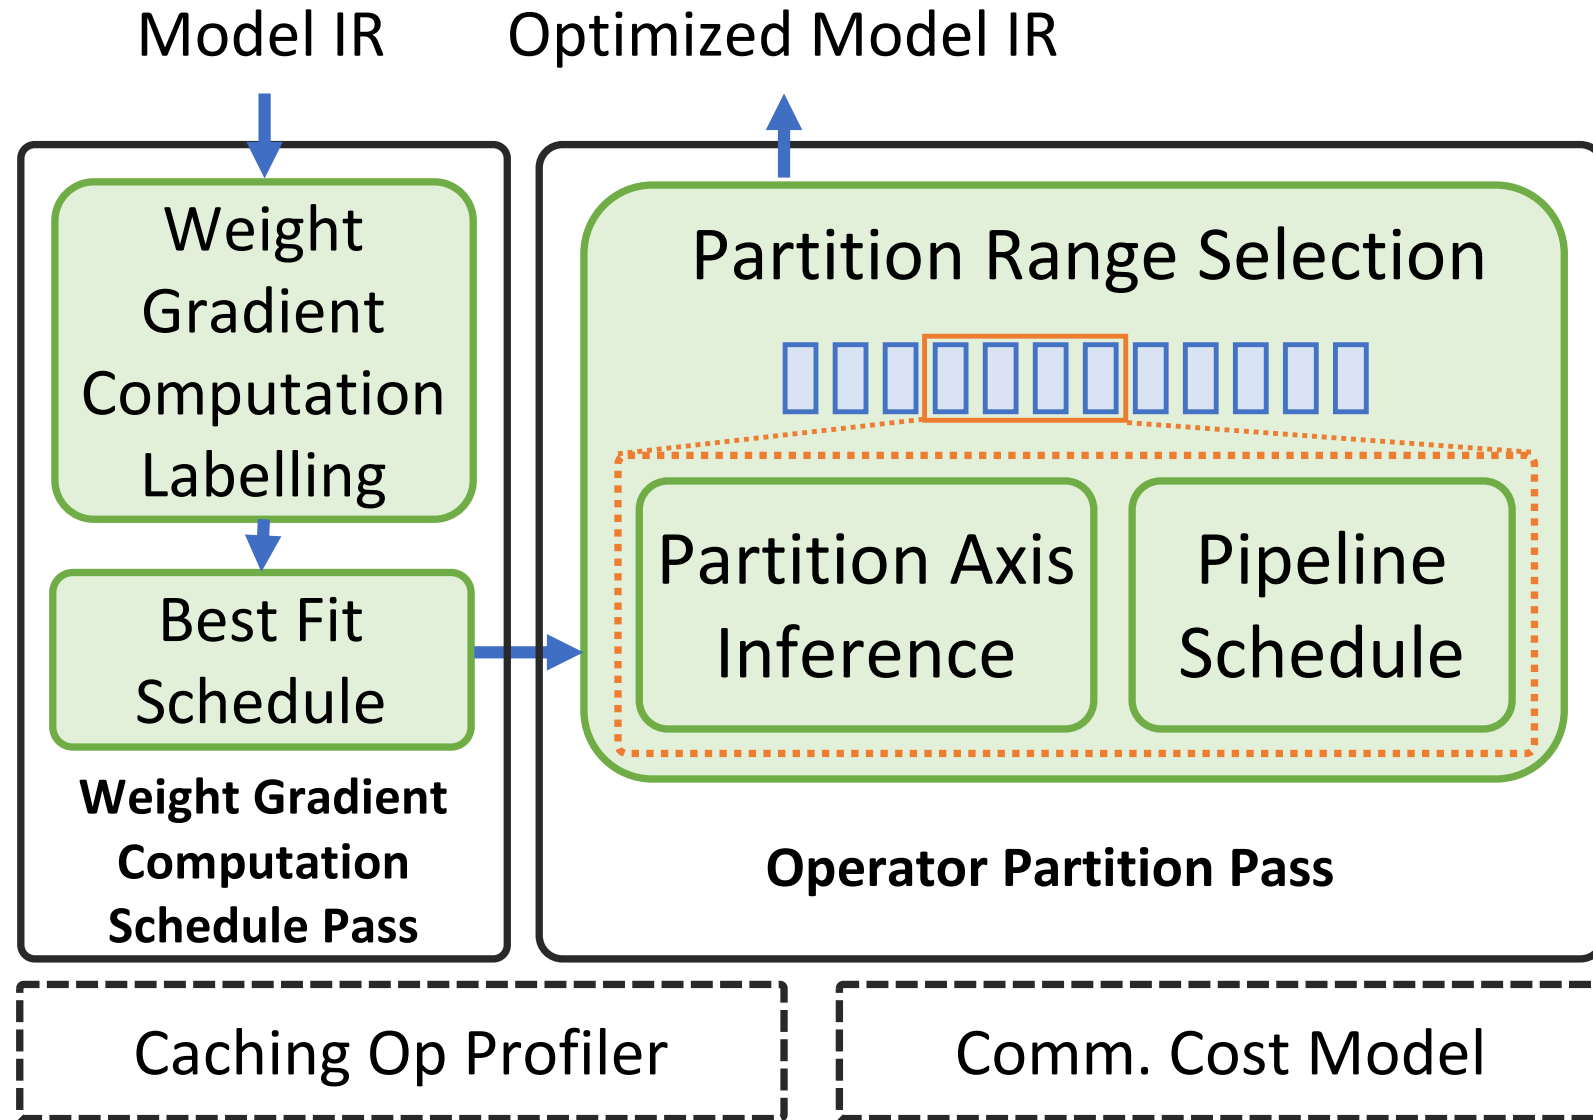 Model IR
Optimized Model IR
Weight
Gradient
Computation
Labelling
Best Fit
Schedule
Weight Gradient
Computation
Schedule Pass
Partition Range Selection
Partition Axis
Inference
Pipeline
Schedule
Operator Partition Pass
Caching Op Profiler
Comm. Cost Model